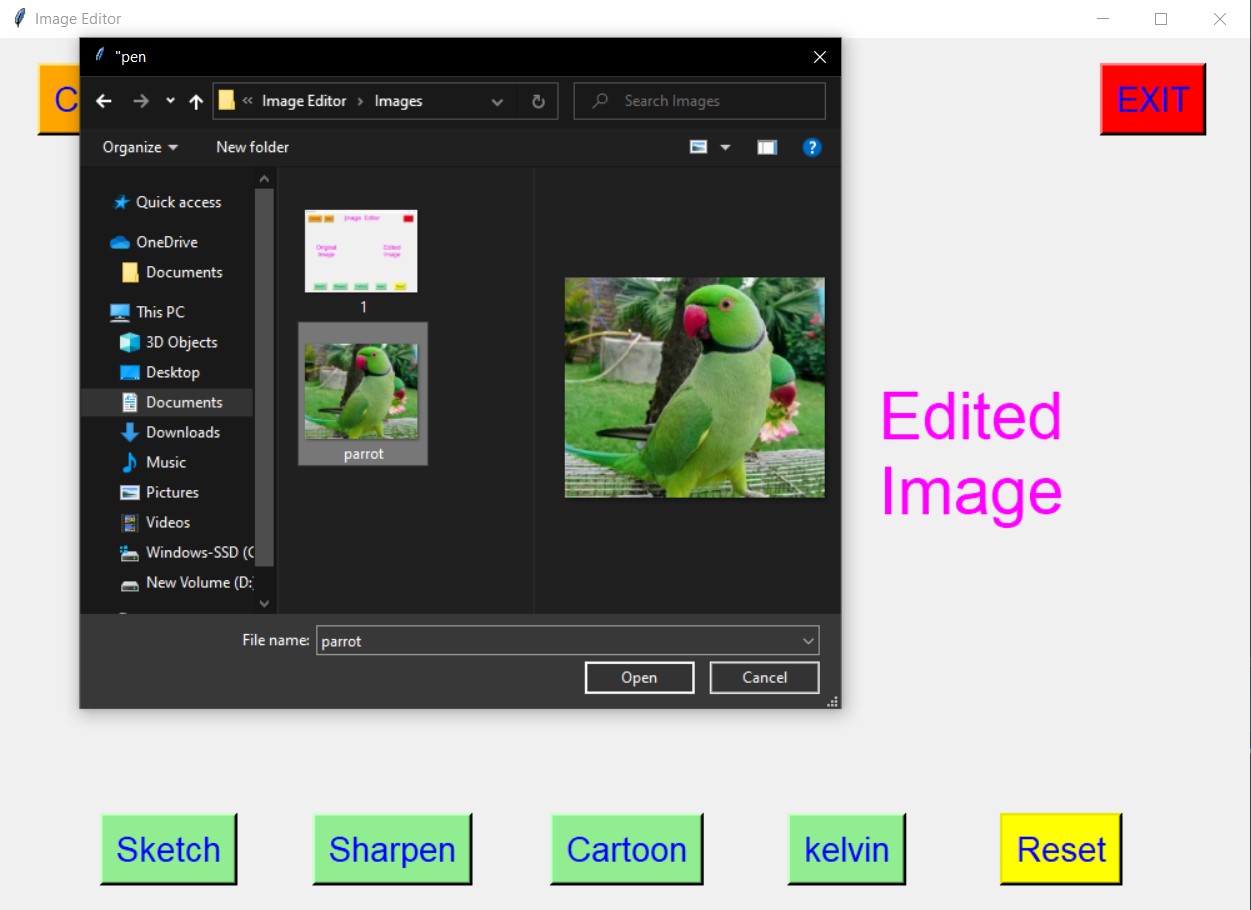 Image Editor
"pen
C
EXIT
« Image Editor > Images
Search Images
Organize
New folder
?
Quick access
OneDrive
Documents
This PC
3D Objects
Desktop
Documents
Downloads
Music
Pictures
Videos
Windows-SSD (C
New Volume (D:
Image Editor
Original
Image
Edited
Image
1
parrot
Edited
Image
File name:
parrot
Open
Cancel
Sketch
Sharpen
Cartoon
kelvin
Reset